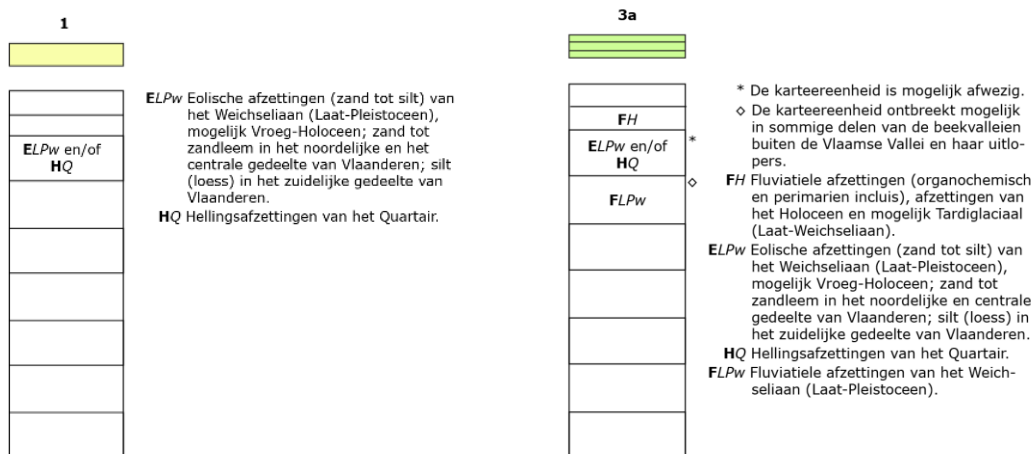 1
ELPw en/of
HQ
ELPw Eolische afzettingen (zand tot silt) van
het Weichseliaan (Laat-Pleistoceen),
mogelijk Vroeg-Holoceen; zand tot
zandleem in het noordelijke en het
centrale gedeelte van Vlaanderen; silt
(loess) in het zuidelijke gedeelte van
Vlaanderen.
HQ Hellingsafzettingen van het Quartair.
3a
FH
ELPw en/of
HQ
*
◇
FLPw
* De karteereenheid is mogelijk afwezig.
◇ De karteereenheid ontbreekt mogelijk
in sommige delen van de beekvalleien
buiten de Vlaamse Vallei en haar uitlo-
pers.
FH Fluviatiele afzettingen (organochemisch
en perimarien incluis), afzettingen van
het Holoceen en mogelijk Tardiglaciaal
(Laat-Weichseliaan).
ELPw Eolische afzettingen (zand tot silt) van
het Weichseliaan (Laat-Pleistoceen),
mogelijk Vroeg-Holoceen; zand tot
zandleem in het noordelijke en centrale
gedeelte van Vlaanderen; silt (loess) in
het zuidelijke gedeelte van Vlaanderen.
HQ Hellingsafzettingen van het Quartair.
FLPw Fluviatiele afzettingen van het Weich-
seliaan (Laat-Pleistoceen).